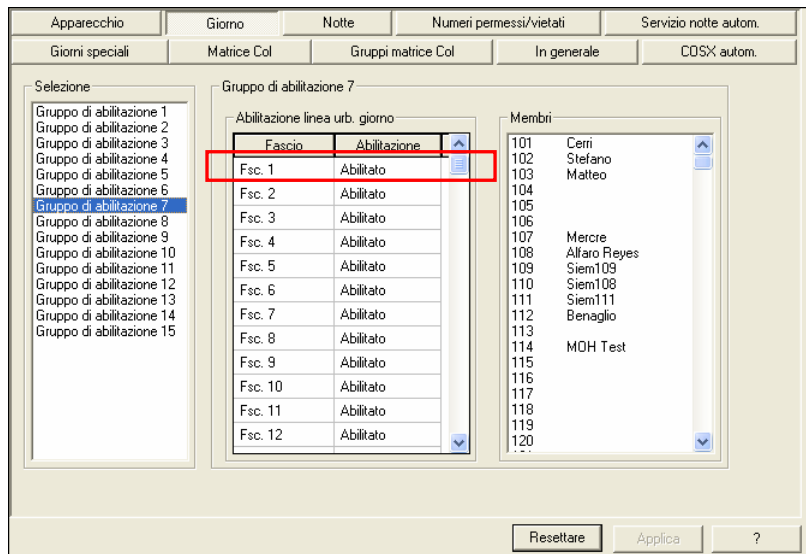 Apparecchio Giorno Notte Numeri permessi/vietati Servizio notte autom.
Giorni speciali Matrice Col Gruppi matrice Col In generale COSX autom.
Selezione
Gruppo di abilitazione 1
Gruppo di abilitazione 2
Gruppo di abilitazione 3
Gruppo di abilitazione 4
Gruppo di abilitazione 5
Gruppo di abilitazione 6
Gruppo di abilitazione 7
Gruppo di abilitazione 8
Gruppo di abilitazione 9
Gruppo di abilitazione 10
Gruppo di abilitazione 11
Gruppo di abilitazione 12
Gruppo di abilitazione 13
Gruppo di abilitazione 14
Gruppo di abilitazione 15
Gruppo di abilitazione 7
Abilitazione linea urb. giorno
Fascio Abilitazione
Fsc. 1 Abilitato
Fsc. 2 Abilitato
Fsc. 3 Abilitato
Fsc. 4 Abilitato
Fsc. 5 Abilitato
Fsc. 6 Abilitato
Fsc. 7 Abilitato
Fsc. 8 Abilitato
Fsc. 9 Abilitato
Fsc. 10 Abilitato
Fsc. 11 Abilitato
Fsc. 12 Abilitato
Membri
101 Cerri
102 Stefano
103 Matteo
104
105
106
107 Mercre
108 Alfaro Reyes
109 Siem109
110 Siem108
111 Siem111
112 Benaglio
113
114 MOH Test
115
116
117
118
119
120
Resettare Applica ?